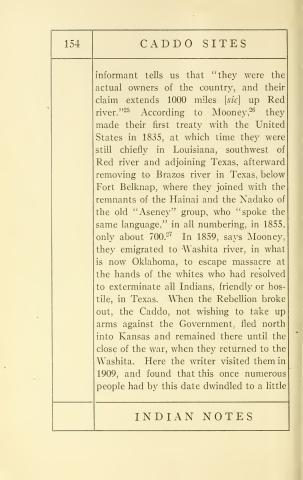 154
CADDO SITES
informant tells us that "they were the
actual owners of the country, and their
claim extends 1000 miles [sic] up Red
river."25 According to Mooney,26 they
made their first treaty with the United
States in 1835, at which time they were
still chiefly in Louisiana, southwest of
Red river and adjoining Texas, afterward
removing to Brazos river in Texas, below
Fort Belknap, where they joined with the
remnants of the Hainai and the Nadako of
the old "Aseney" group, who "spoke the
same language," in all numbering, in 1855,
only about 700.27 In 1859, says Mooney,
they emigrated to Washita river, in what
is now Oklahoma, to escape massacre at
the hands of the whites who had resolved
to exterminate all Indians, friendly or hos-
tile, in Texas. When the Rebellion broke
out, the Caddo, not wishing to take up
arms against the Government, fled north
into Kansas and remained there until the
close of the war, when they returned to the
Washita. Here the writer visited them in
1909, and found that this once numerous
people had by this date dwindled to a little
INDIAN NOTES